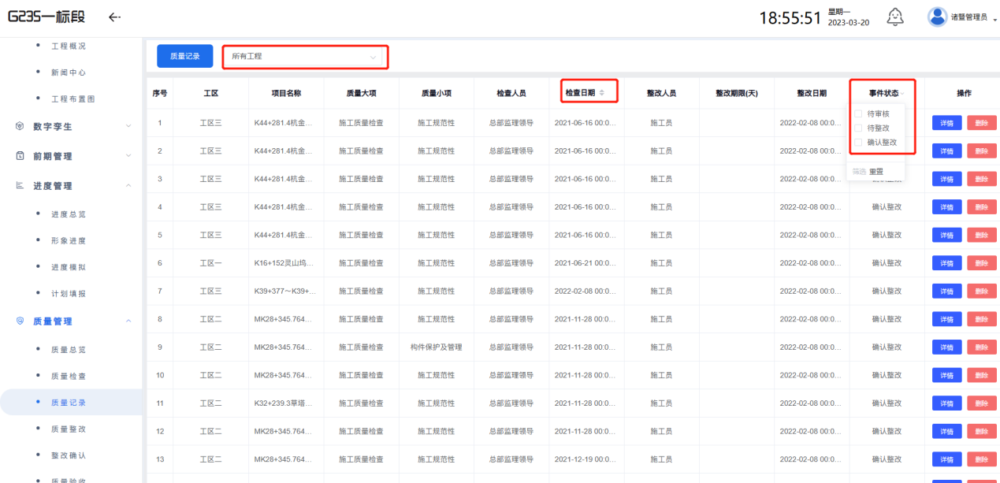 G235一标段
18:55:51 星期一
2023-03-20
诸暨管理员
工程概况
新闻中心
工程布置图
数字孪生
前期管理
进度管理
进度总览
形象进度
进度模拟
计划填报
质量管理
质量总览
质量检查
质量记录
质量整改
整改确认
质量验收
质量记录 所有工程
序号 工区 项目名称 质量大项 质量小项 检查人员 检查日期 整改人员 整改期限(天) 整改日期 事件状态 操作
待审核
待整改
确认整改
筛选 重置
1 工区三 K44+281.4杭金... 施工质量检查 施工规范性 总部监理领导 2021-06-16 00:0... 施工员 2022-02-08 00:0... 详情 删除
2 工区三 K44+281.4杭金... 施工质量检查 施工规范性 总部监理领导 2021-06-16 00:0... 施工员 2022-02-08 00:0... 详情 删除
3 工区三 K44+281.4杭金... 施工质量检查 施工规范性 总部监理领导 2021-06-16 00:0... 施工员 2022-02-08 00:0... 详情 删除
4 工区三 K44+281.4杭金... 施工质量检查 施工规范性 总部监理领导 2021-06-16 00:0... 施工员 2022-02-08 00:0... 确认整改 详情 删除
5 工区三 K44+281.4杭金... 施工质量检查 施工规范性 总部监理领导 2021-06-16 00:0... 施工员 2022-02-08 00:0... 确认整改 详情 删除
6 工区一 K16+152灵山坞... 施工质量检查 施工规范性 总部监理领导 2021-06-21 00:0... 施工员 2022-02-08 00:0... 确认整改 详情 删除
7 工区三 K39+377～K39+... 施工质量检查 施工规范性 总部监理领导 2022-02-08 00:0... 施工员 2022-02-08 00:0... 确认整改 详情 删除
8 工区二 MK28+345.764... 施工质量检查 施工规范性 总部监理领导 2021-11-28 00:0... 施工员 2022-02-08 00:0... 确认整改 详情 删除
9 工区二 MK28+345.764... 施工质量检查 构件保护及管理 总部监理领导 2021-11-28 00:0... 施工员 2022-02-08 00:0... 确认整改 详情 删除
10 工区二 MK28+345.764... 施工质量检查 施工规范性 总部监理领导 2021-11-28 00:0... 施工员 2022-02-08 00:0... 确认整改 详情 删除
11 工区二 K32+239.3草塔... 施工质量检查 施工规范性 总部监理领导 2021-11-28 00:0... 施工员 2022-02-08 00:0... 确认整改 详情 删除
12 工区二 MK28+345.764... 施工质量检查 施工规范性 总部监理领导 2021-11-28 00:0... 施工员 2022-02-08 00:0... 确认整改 详情 删除
13 工区二 MK28+345.764... 施工质量检查 施工规范性 总部监理领导 2021-12-19 00:0... 施工员 2022-02-08 00:0... 确认整改 详情 删除